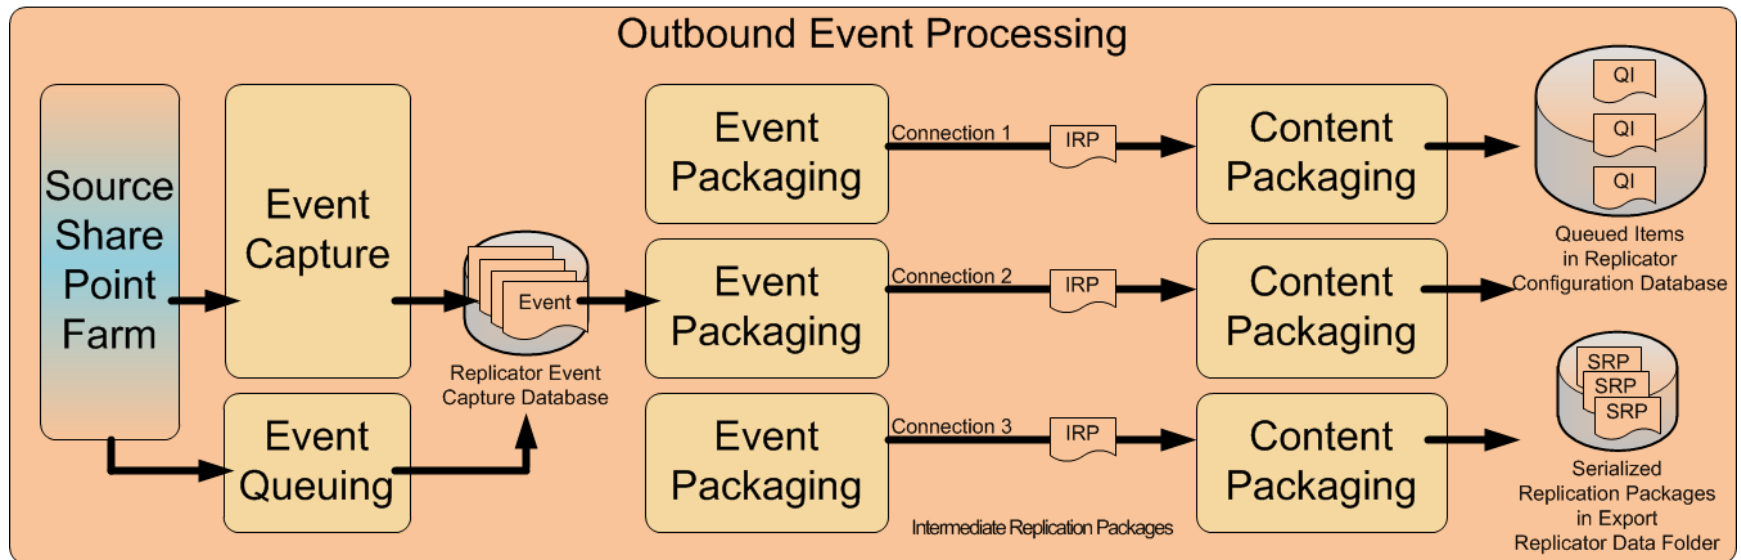 Outbound Event Processing
Source
Share
Point
Farm
Event
Capture
Event
Queuing
Event
Replicator Event
Capture Database
Event
Packaging
Connection 1
IRP
Content
Packaging
Event
Packaging
Connection 2
IRP
Content
Packaging
Event
Packaging
Connection 3
IRP
Content
Packaging
Intermediate Replication Packages
QI
QI
QI
Queued Items
in Replicator
Configuration Database
SRP
SRP
SRP
Serialized
Replication Packages
in Export
Replicator Data Folder